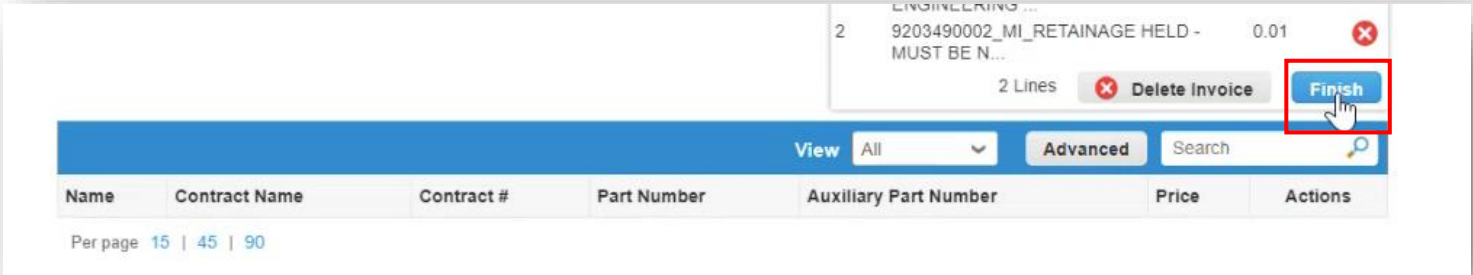 ENGINEERING ...
2 9203490002_MI_RETAINAGE HELD - 0.01
MUST BE N...
2 Lines Delete Invoice Finish
View All Advanced Search
Name Contract Name Contract # Part Number Auxiliary Part Number Price Actions
Per page 15 | 45 | 90